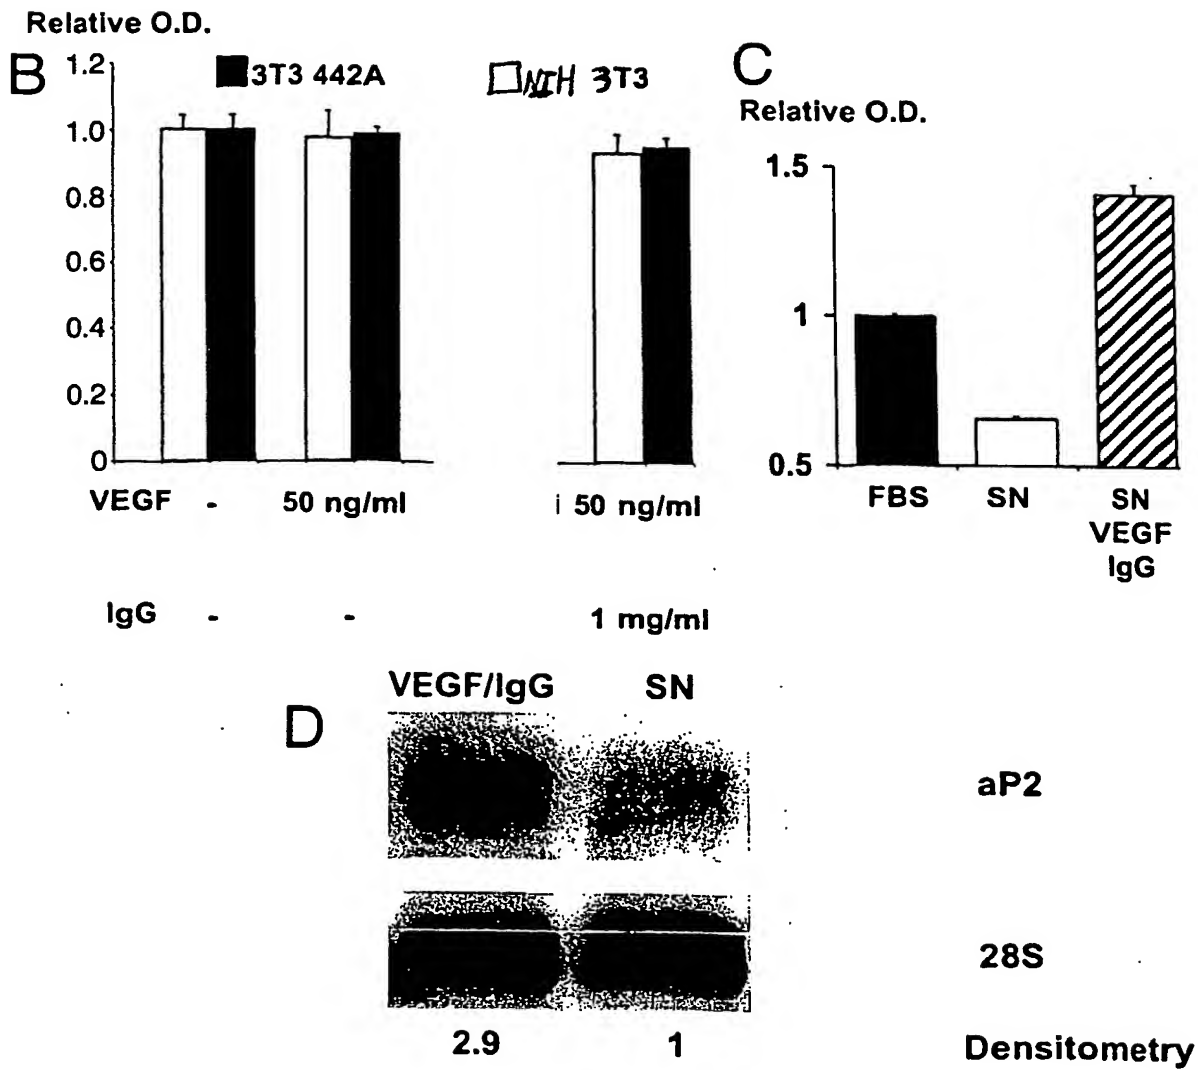 Relative O.D.
B
1.2
1.0
0.8
0.6
0.4
0.2
0
3T3 442A
NIH 3T3
VEGF - 50 ng/ml i 50 ng/ml
IgG - - 1 mg/ml
C
Relative O.D.
1.5
1
0.5
FBS SN SN
VEGF
IgG
D
VEGF/IgG SN
aP2
28S
2.9 1 Densitometry